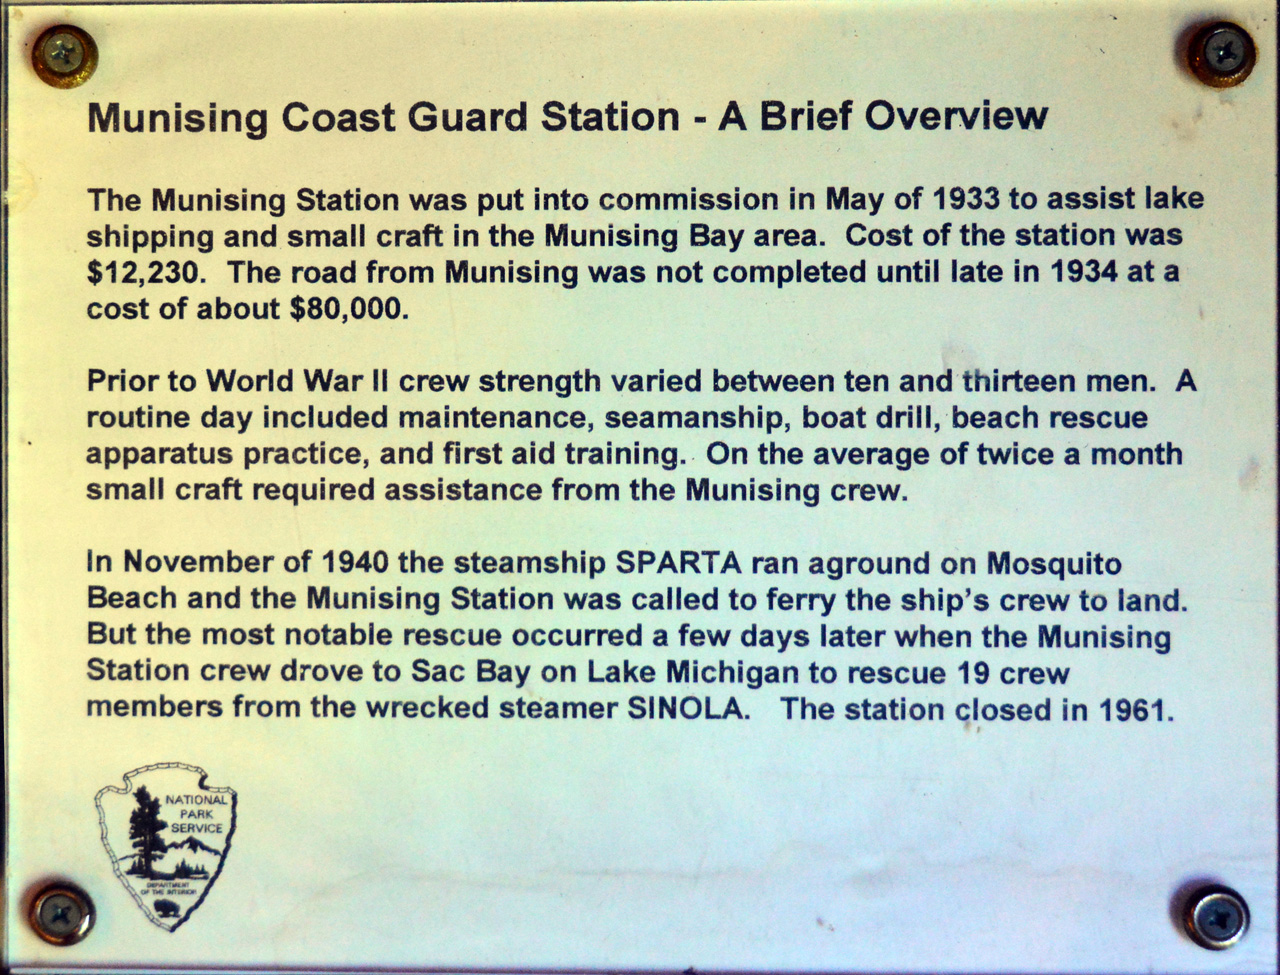 Munising Coast Guard Station - A Brief Overview
The Munising Station was put into commission in May of 1933 to assist lake
shipping and small craft in the Munising Bay area. Cost of the station was
$12,230. The road from Munising was not completed until late in 1934 at a
cost of about $80,000.
Prior to World War II crew strength varied between ten and thirteen men. A
routine day included maintenance, seamanship, boat drill, beach rescue
apparatus practice, and first aid training. On the average of twice a month
small craft required assistance from the Munising crew.
In November of 1940 the steamship SPARTA ran aground on Mosquito
Beach and the Munising Station was called to ferry the ship's crew to land.
But the most notable rescue occurred a few days later when the Munising
Station crew drove to Sac Bay on Lake Michigan to rescue 19 crew
members from the wrecked steamer SINOLA. The station closed in 1961.
NATIONAL
PARK
SERVICE
DEPARTMENT
OF THE INTERIOR